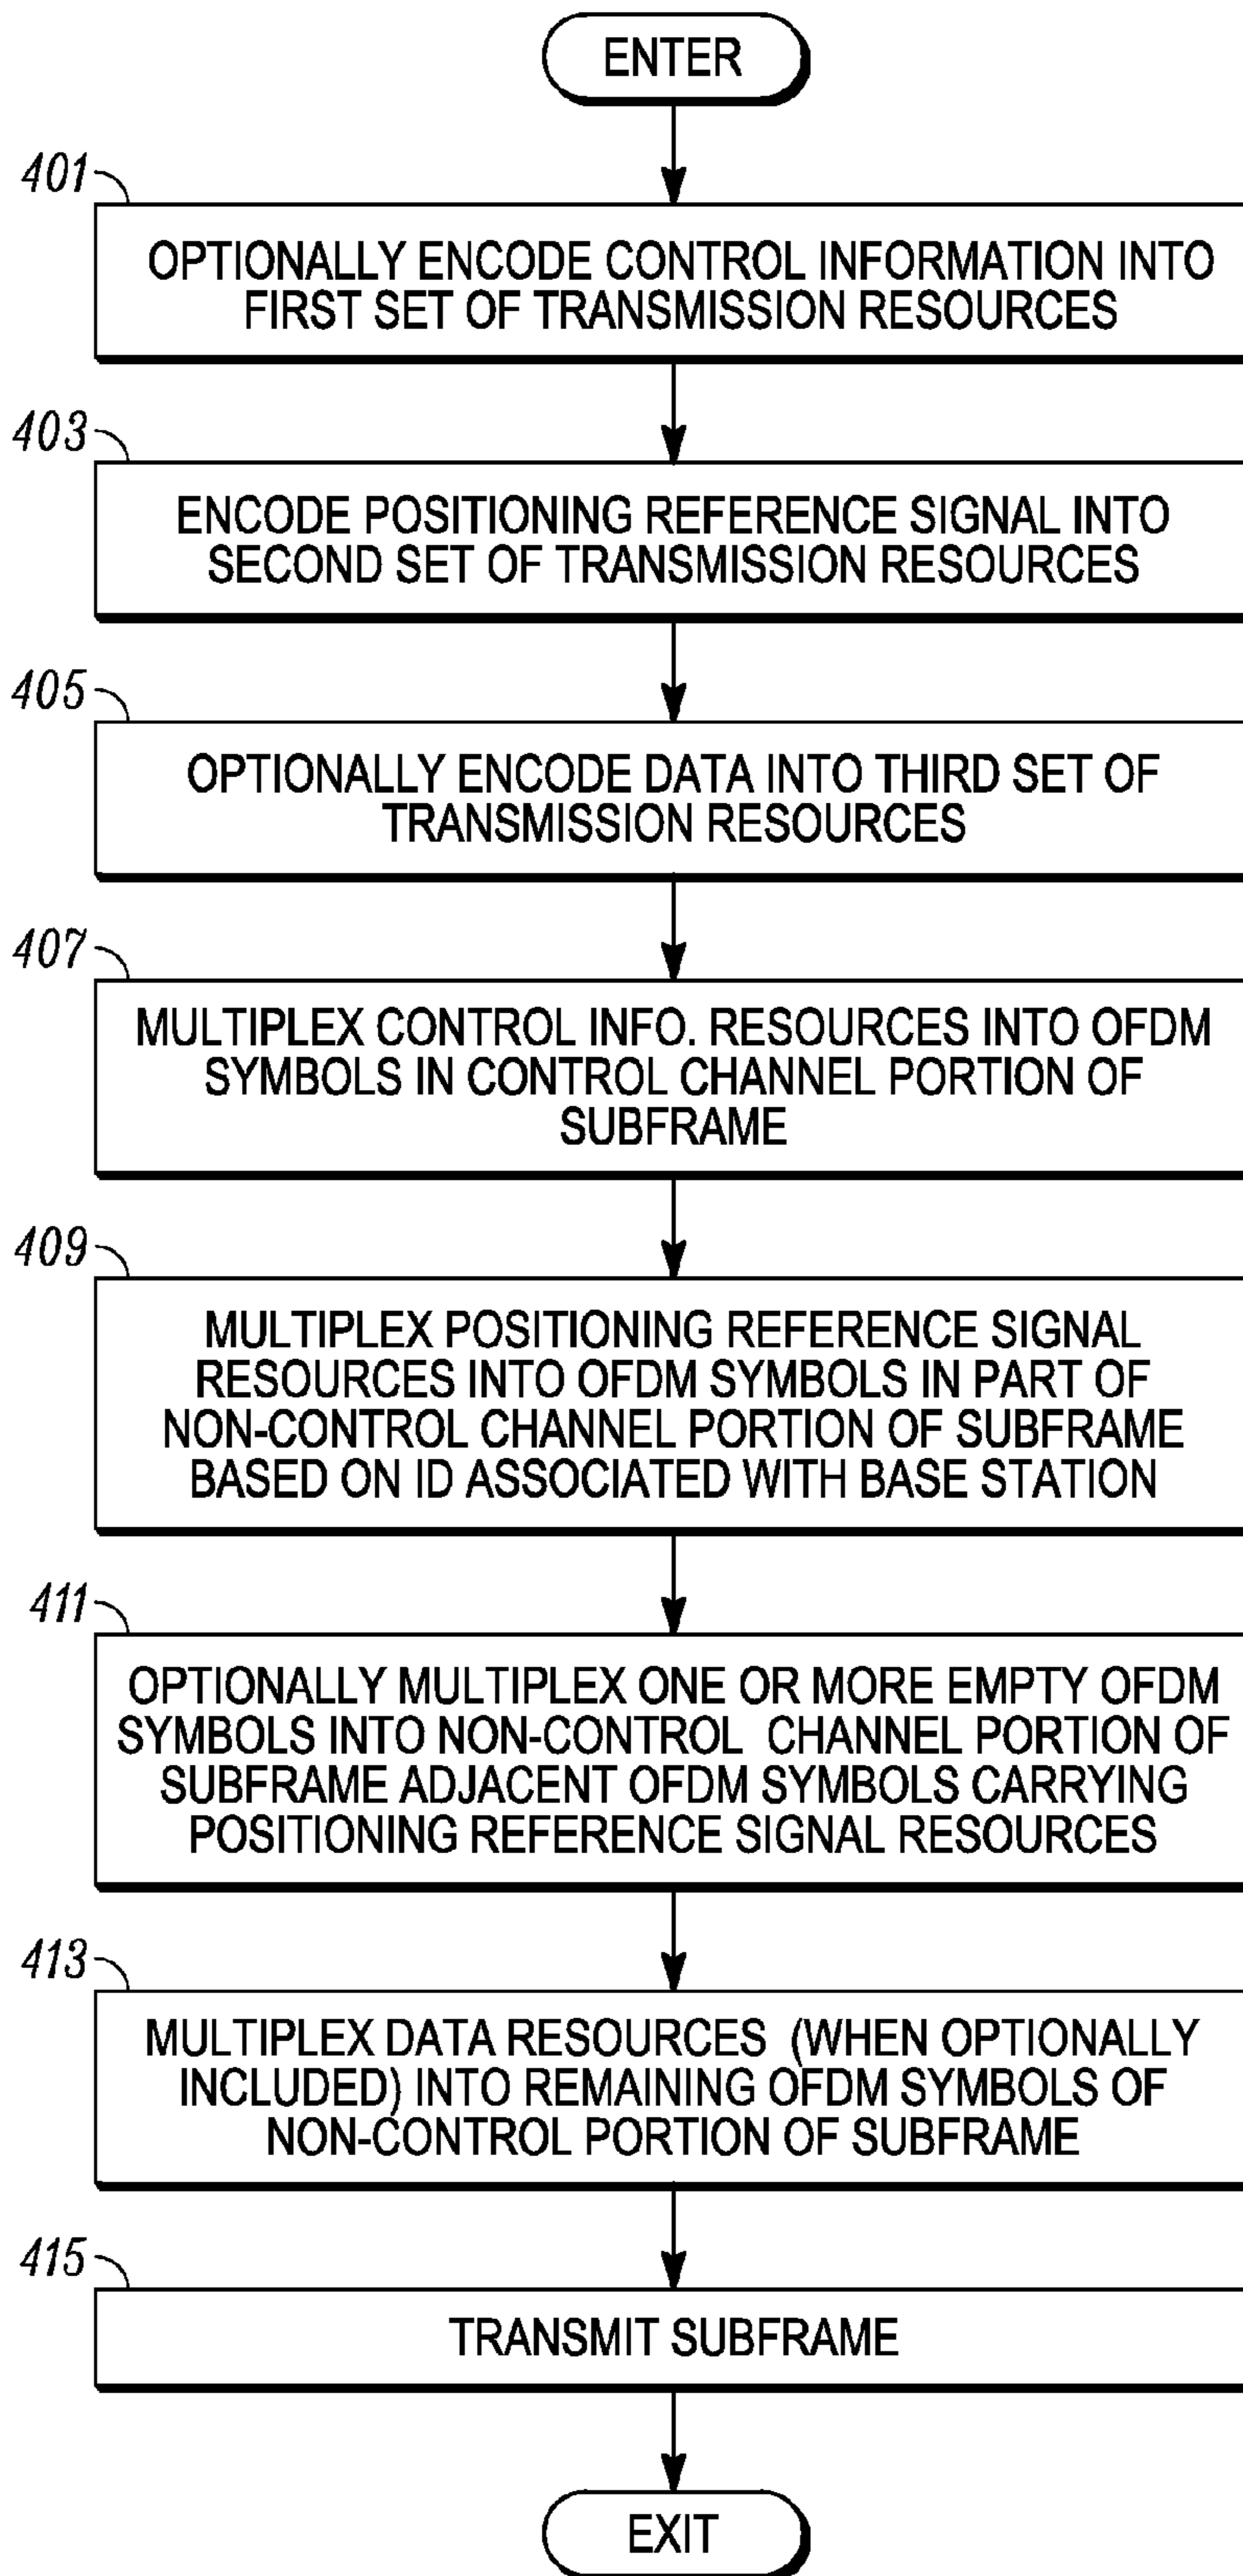 ENTER
401
OPTIONALLY ENCODE CONTROL INFORMATION INTO
FIRST SET OF TRANSMISSION RESOURCES
403
ENCODE POSITIONING REFERENCE SIGNAL INTO
SECOND SET OF TRANSMISSION RESOURCES
405
OPTIONALLY ENCODE DATA INTO THIRD SET OF
TRANSMISSION RESOURCES
407
MULTIPLEX CONTROL INFO. RESOURCES INTO OFDM
SYMBOLS IN CONTROL CHANNEL PORTION OF
SUBFRAME
409
MULTIPLEX POSITIONING REFERENCE SIGNAL
RESOURCES INTO OFDM SYMBOLS IN PART OF
NON-CONTROL CHANNEL PORTION OF SUBFRAME
BASED ON ID ASSOCIATED WITH BASE STATION
411
OPTIONALLY MULTIPLEX ONE OR MORE EMPTY OFDM
SYMBOLS INTO NON-CONTROL CHANNEL PORTION OF
SUBFRAME ADJACENT OFDM SYMBOLS CARRYING
POSITIONING REFERENCE SIGNAL RESOURCES
413
MULTIPLEX DATA RESOURCES (WHEN OPTIONALLY
INCLUDED) INTO REMAINING OFDM SYMBOLS OF
NON-CONTROL PORTION OF SUBFRAME
415
TRANSMIT SUBFRAME
EXIT